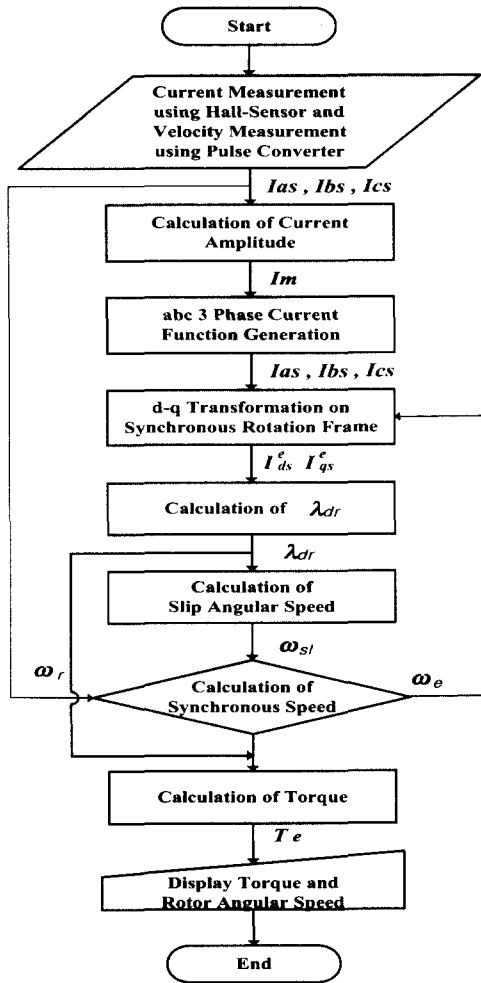 Start
Current Measurement
using Hall-Sensor and
Velocity Measurement
using Pulse Converter
Ias , Ibs , Ics
Calculation of Current
Amplitude
Im
abc 3 Phase Current
Function Generation
Ias , Ibs , Ics
d-q Transformation on
Synchronous Rotation Frame
I^e_ds I^e_qs
Calculation of λdr
λdr
Calculation of
Slip Angular Speed
ωsl
ωr
Calculation of
Synchronous Speed
ωe
Calculation of Torque
Te
Display Torque and
Rotor Angular Speed
End